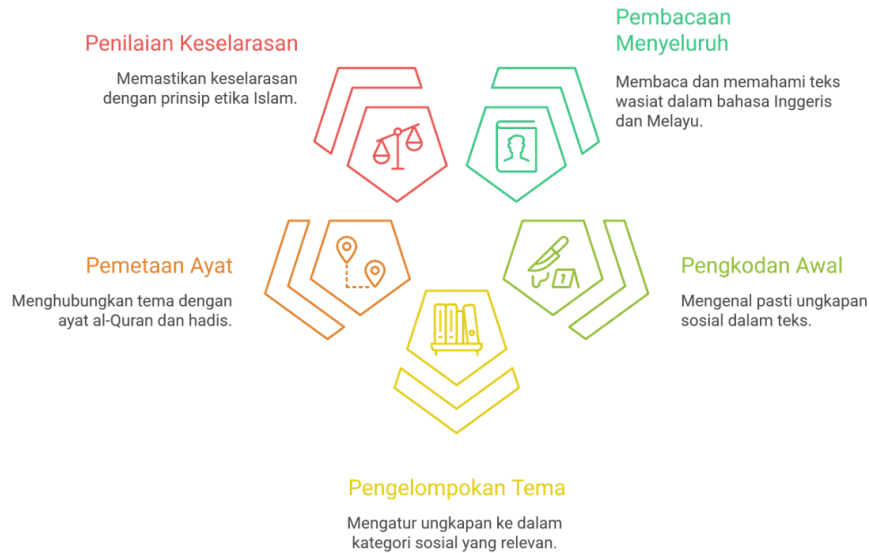 Penilaian Keselarasan
Memastikan keselarasan
dengan prinsip etika Islam.
Pembacaan
Menyeluruh
Membaca dan memahami teks
wasiat dalam bahasa Inggeris
dan Melayu.
Pemetaan Ayat
Menghubungkan tema dengan
ayat al-Quran dan hadis.
Pengkodan Awal
Mengenal pasti ungkapan
sosial dalam teks.
Pengelompokan Tema
Mengatur ungkapan ke dalam
kategori sosial yang relevan.